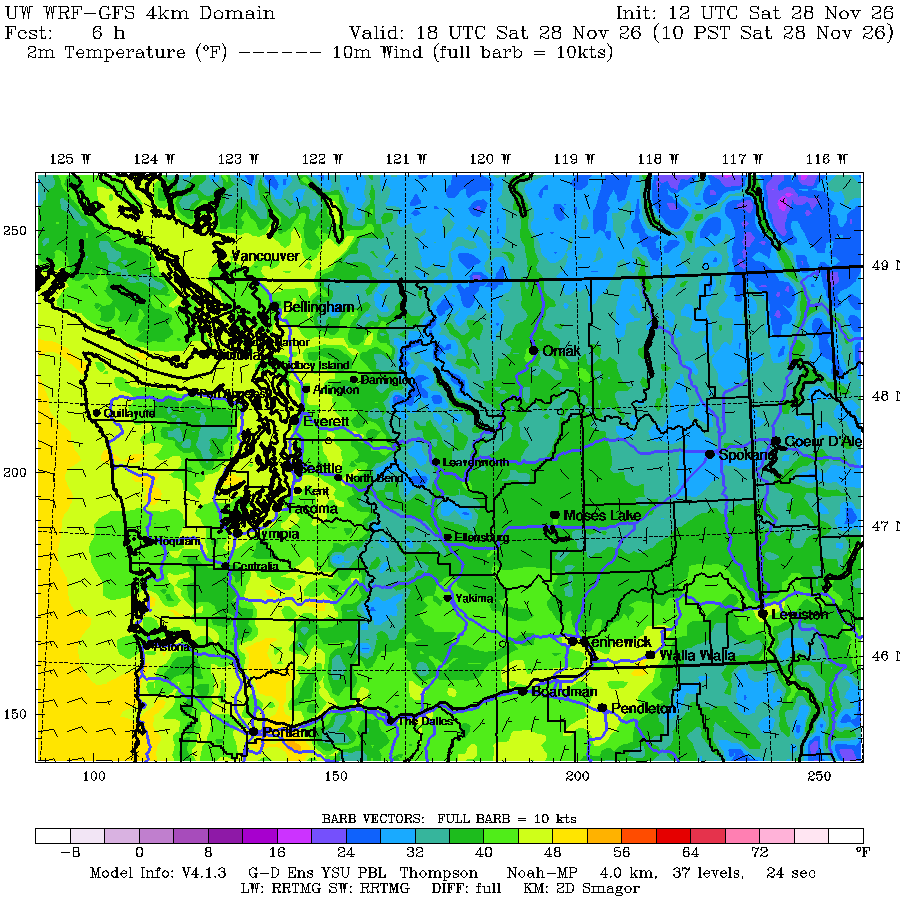 UW WRF-GFS 4km Domain Init: 12 UTC Sat 28 Nov 26
Fcst: 6 h Valid: 18 UTC Sat 28 Nov 26 (10 PST Sat 28 Nov 26)
2m Temperature (°F) ------ 10m Wind (full barb = 10kts)
125 W 124 W 123 W 122 W 121 W 120 W 119 W 118 W 117 W 116 W
250
Vancouver
49 N
Bellingham
Harbor
Omak
Whidbey Island
Darrington
Arlington
48 N
Quillayute
Everett
Coeur D'Ale
Spokane
Leavenworth
200
Seattle
North Bend
Kent
Tacoma
Moses Lake
47 N
Olympia
Hoquiam
Ellensburg
Centralia
Yakima
Lewiston
Kennewick
Astoria
Walla Walla
46 N
Boardman
Pendleton
150
The Dalles
Portland
100 150 200 250
BARB VECTORS: FULL BARB = 10 kts
-8 0 8 16 24 32 40 48 56 64 72 °F
Model Info: V4.1.3 G-D Ens YSU PBL Thompson Noah-MP 4.0 km, 37 levels, 24 sec
LW: RRTMG SW: RRTMG DIFF: full KM: 2D Smagor